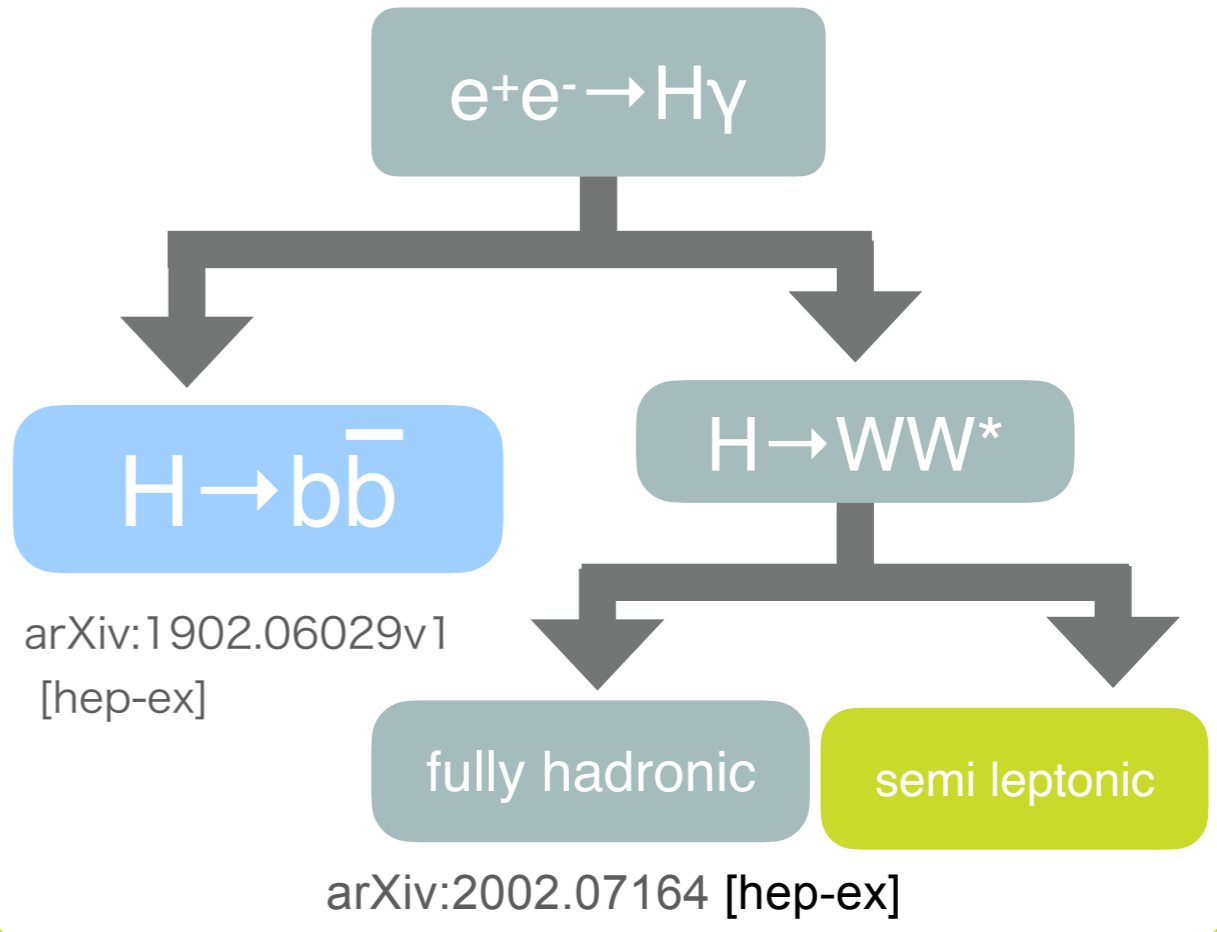 e⁺e⁻→Hγ
H→bb̅
H→WW*
arXiv:1902.06029v1
[hep-ex]
fully hadronic
semi leptonic
arXiv:2002.07164 [hep-ex]